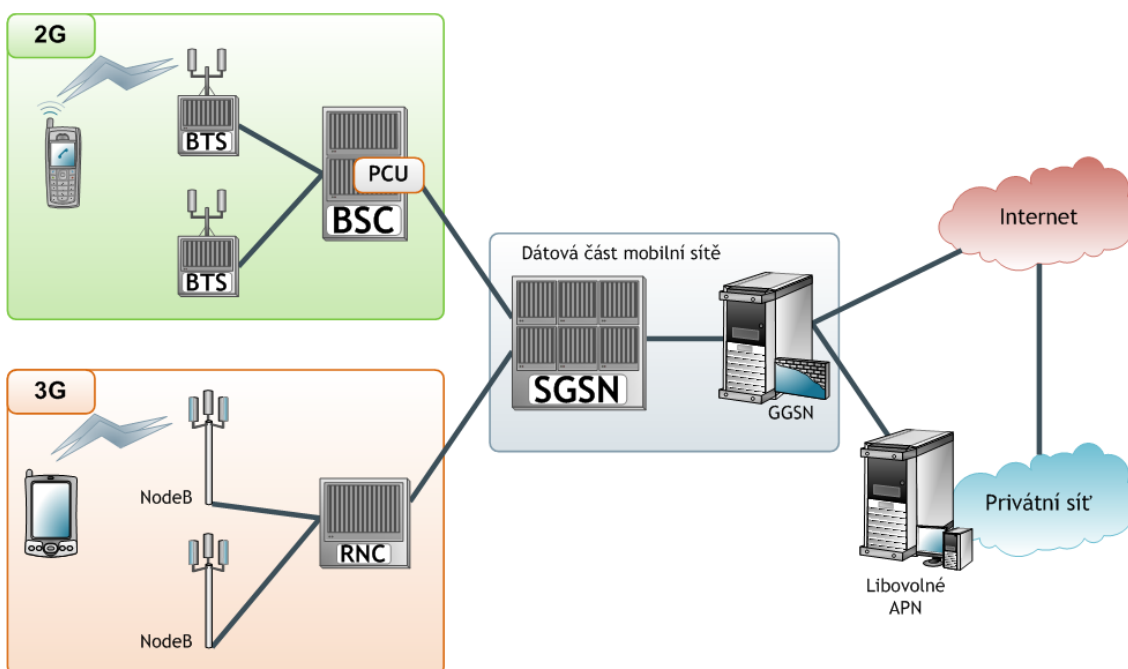 2G
BTS
PCU
BSC
BTS
Dátová část mobilní sítě
SGSN
GGSN
Internet
Privátní síť
Libovolné
APN
3G
NodeB
RNC
NodeB